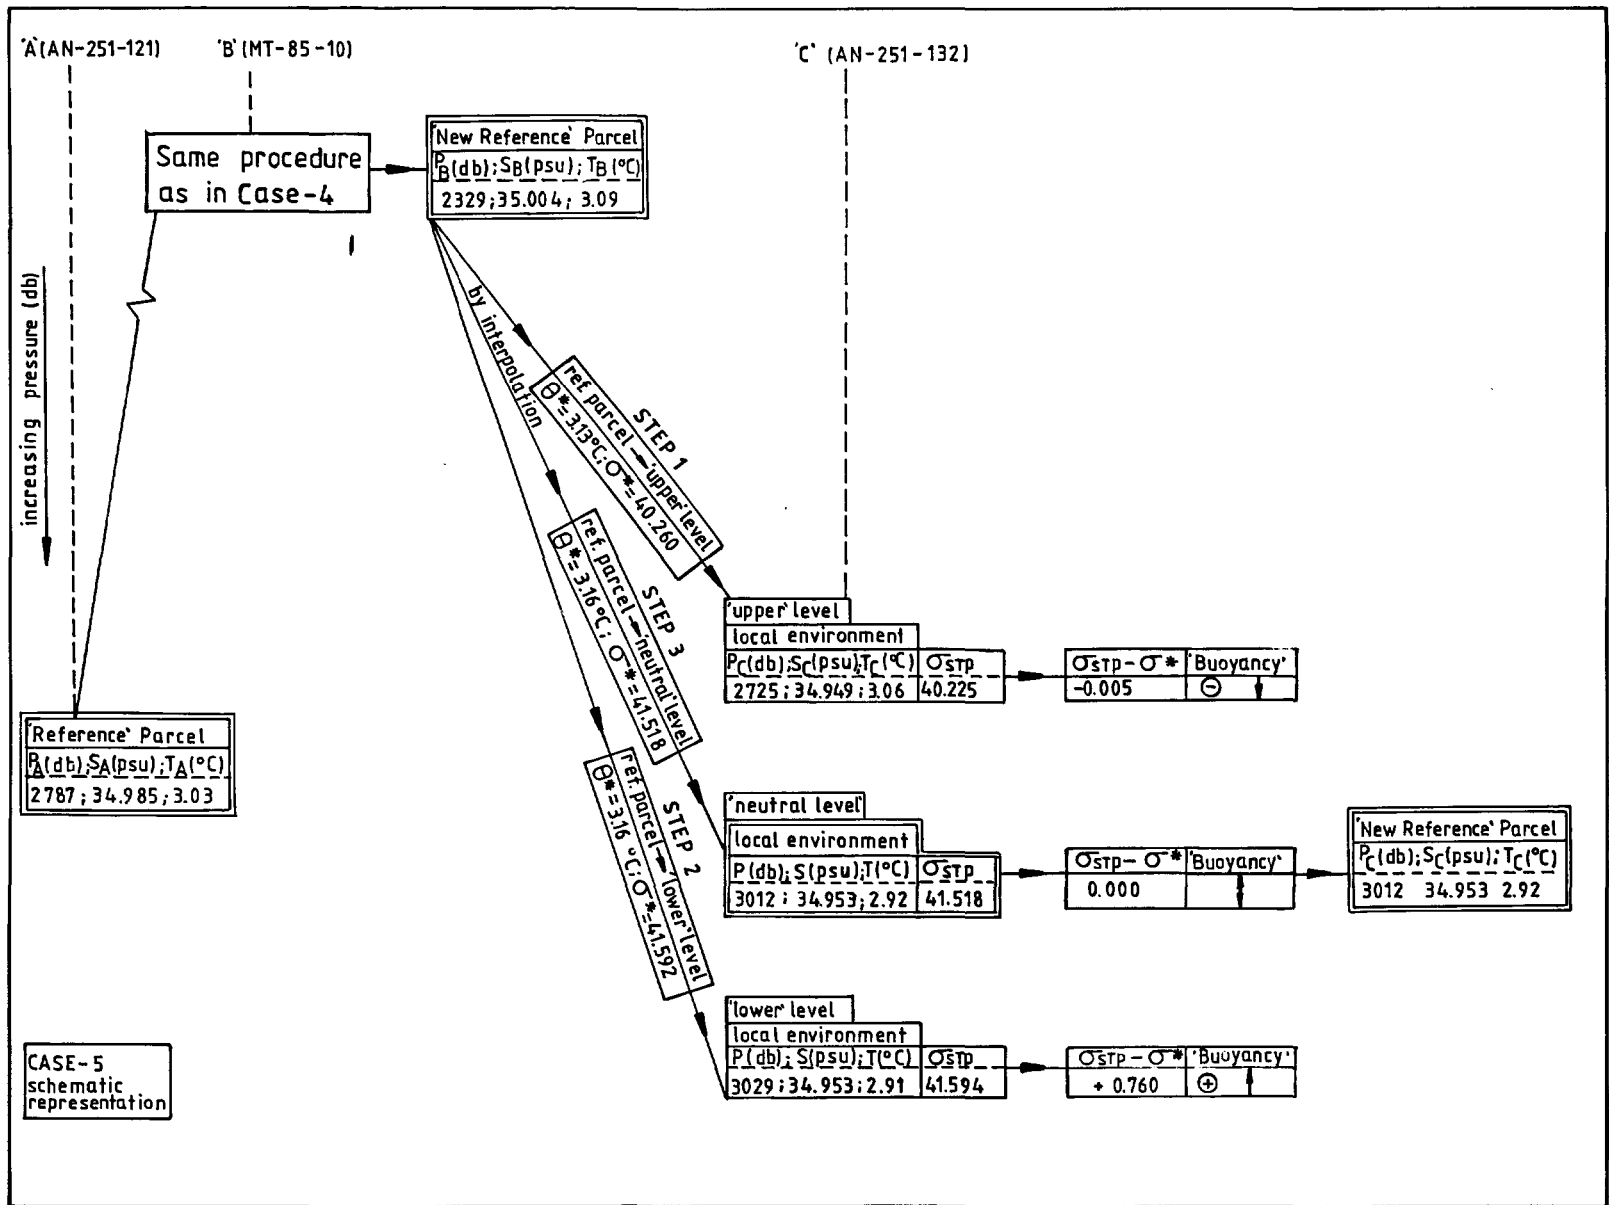 'A'(AN-251-121)
'B'(MT-85-10)
'C' (AN-251-132)
Same procedure
as in Case-4
'New Reference' Parcel
PB(db);SB(psu);TB(°C)
2329;35.004; 3.09
increasing pressure (db)
by interpolation
STEP 1
ref. parcel → 'upper' level
θ*=3.13°C;σ*=40.260
STEP 3
ref. parcel → 'neutral' level
θ*=3.16°C; σ*=41.518
STEP 2
ref. parcel → 'lower' level
θ*=3.16 °C;σ*=41.592
'Reference' Parcel
PA(db);SA(psu);TA(°C)
2787;34.985;3.03
'upper' level
local environment
PC(db);SC(psu);TC(°C) σSTP
2725;34.949;3.06 40.225
σSTP-σ* 'Buoyancy'
-0.005 ⊖
'neutral level'
local environment
P(db);S(psu);T(°C) σSTP
3012; 34.953;2.92 41.518
σSTP-σ* 'Buoyancy'
0.000
'New Reference' Parcel
PC(db);SC(psu);TC(°C)
3012 34.953 2.92
'lower' level
local environment
P(db);S(psu);T(°C) σSTP
3029;34.953;2.91 41.594
σSTP-σ* 'Buoyancy'
+0.760 ⊕
CASE-5
schematic
representation